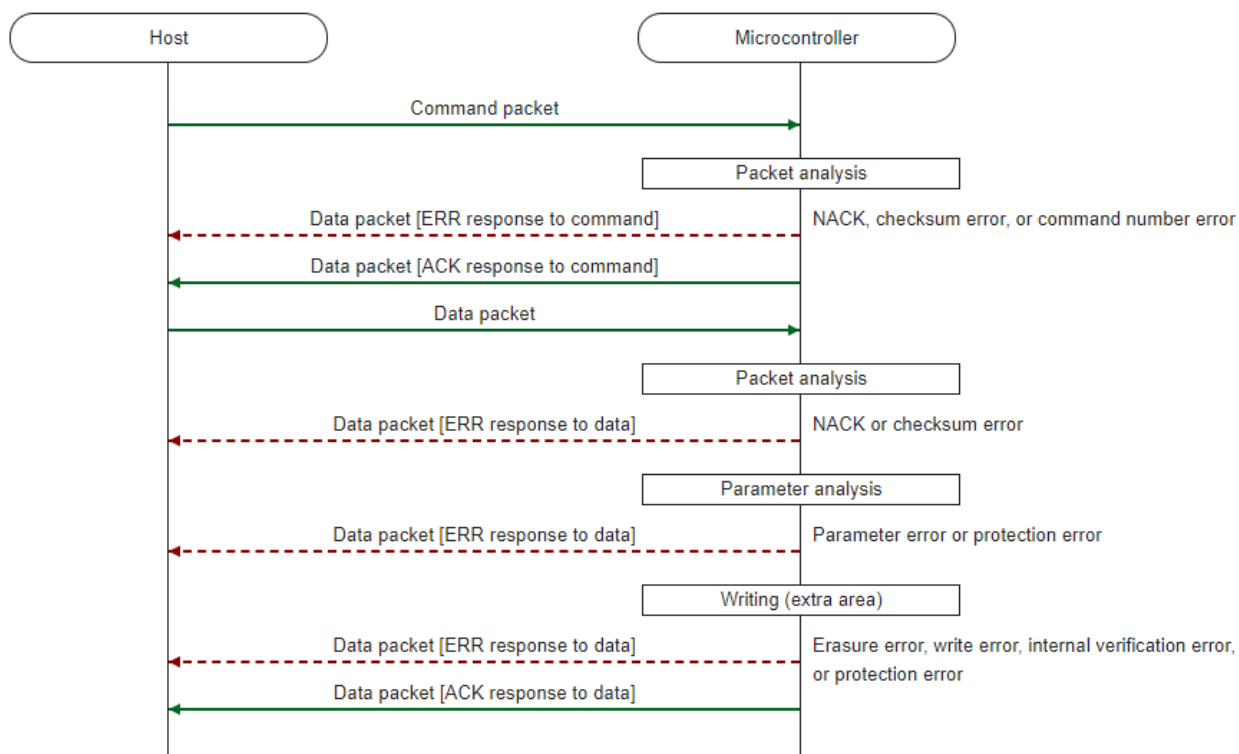 Host
Microcontroller
Command packet
Packet analysis
Data packet [ERR response to command]
NACK, checksum error, or command number error
Data packet [ACK response to command]
Data packet
Packet analysis
Data packet [ERR response to data]
NACK or checksum error
Parameter analysis
Data packet [ERR response to data]
Parameter error or protection error
Writing (extra area)
Data packet [ERR response to data]
Erasure error, write error, internal verification error,
or protection error
Data packet [ACK response to data]